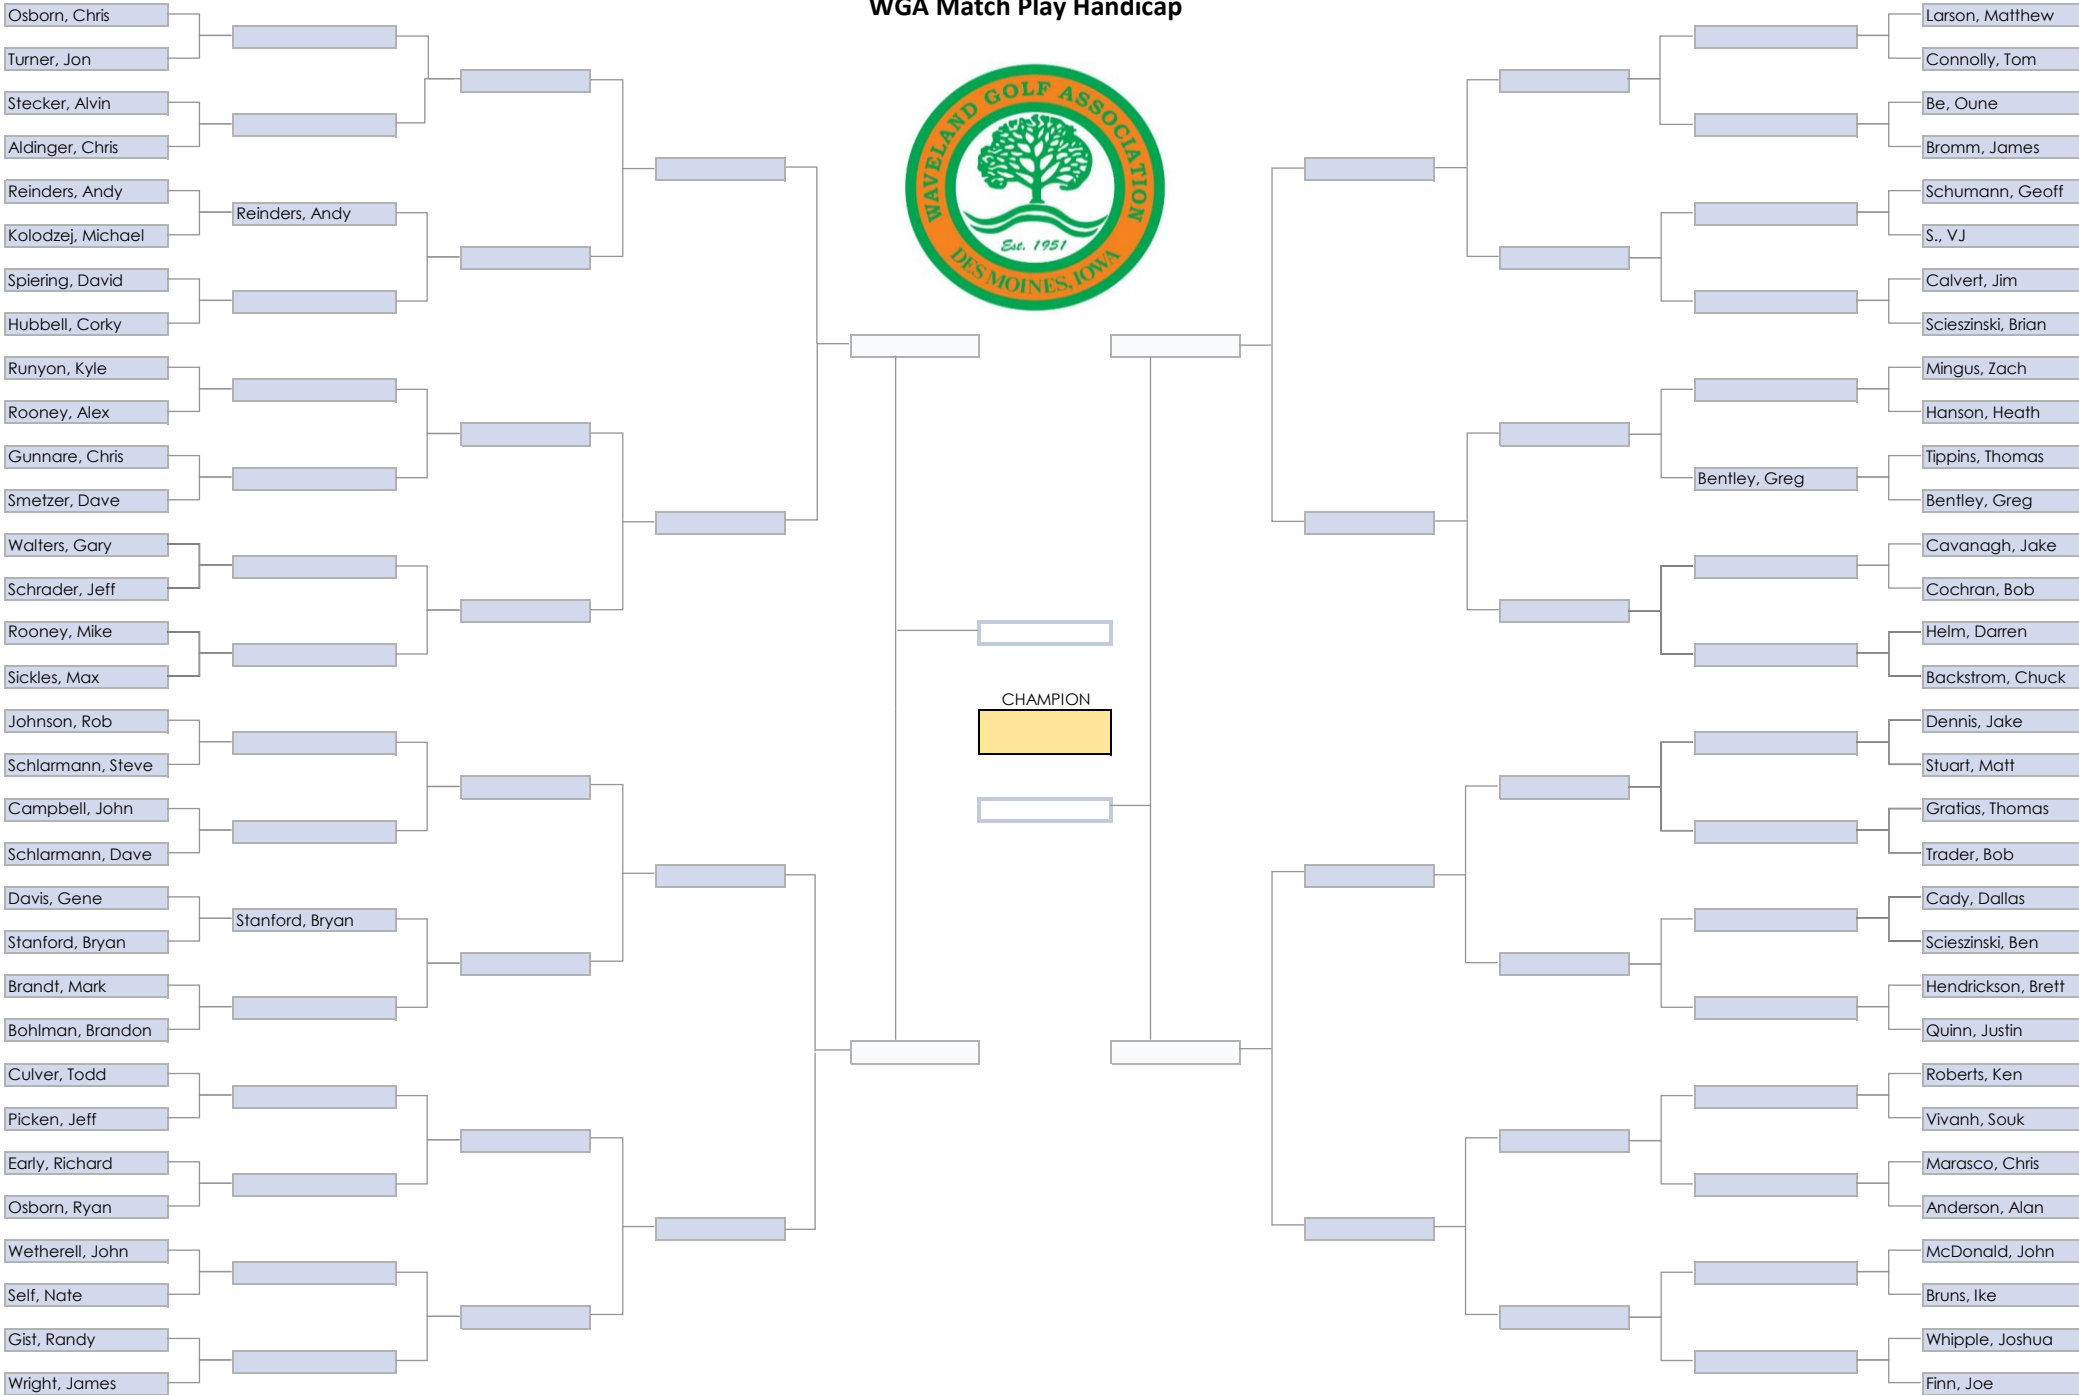 WGA Match Play Handicap
WAVELAND GOLF ASSOCIATION
Est. 1951
DES MOINES, IOWA
Osborn, Chris
Turner, Jon
Stecker, Alvin
Aldinger, Chris
Reinders, Andy
Kolodzej, Michael
Spiering, David
Hubbell, Corky
Runyon, Kyle
Rooney, Alex
Gunnare, Chris
Smetzer, Dave
Walters, Gary
Schrader, Jeff
Rooney, Mike
Sickles, Max
Johnson, Rob
Schlarmann, Steve
Campbell, John
Schlarmann, Dave
Davis, Gene
Stanford, Bryan
Brandt, Mark
Bohlman, Brandon
Culver, Todd
Picken, Jeff
Early, Richard
Osborn, Ryan
Wetherell, John
Self, Nate
Gist, Randy
Wright, James
Reinders, Andy
Stanford, Bryan
CHAMPION
Bentley, Greg
Larson, Matthew
Connolly, Tom
Be, Oune
Bromm, James
Schumann, Geoff
S., VJ
Calvert, Jim
Scieszinski, Brian
Mingus, Zach
Hanson, Heath
Tippins, Thomas
Bentley, Greg
Cavanagh, Jake
Cochran, Bob
Helm, Darren
Backstrom, Chuck
Dennis, Jake
Stuart, Matt
Gratias, Thomas
Trader, Bob
Cady, Dallas
Scieszinski, Ben
Hendrickson, Brett
Quinn, Justin
Roberts, Ken
Vivanh, Souk
Marasco, Chris
Anderson, Alan
McDonald, John
Bruns, Ike
Whipple, Joshua
Finn, Joe